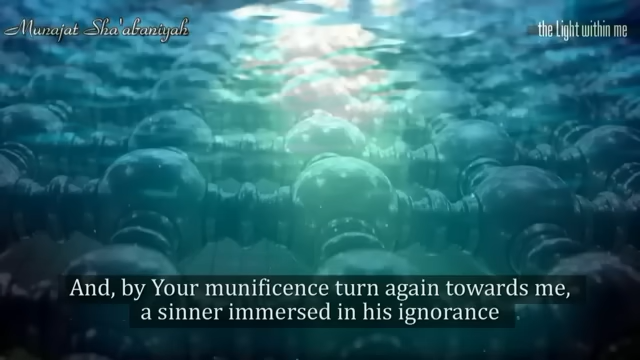 Munajat Sha'abaniyah
the Light within me
And, by Your munificence turn again towards me,
a sinner immersed in his ignorance